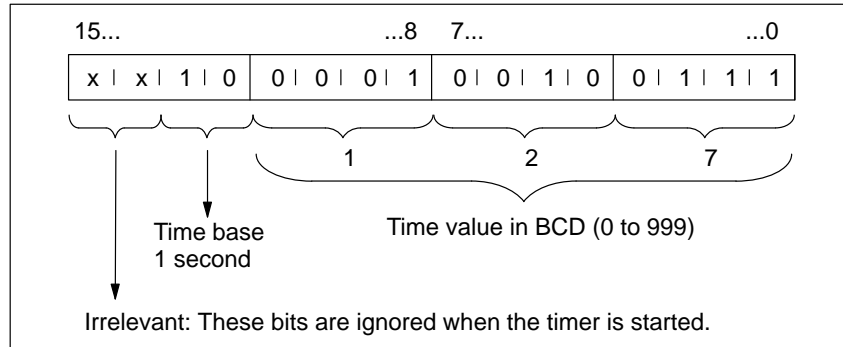 15... ...8 7... ...0
x x 1 0 0 0 0 1 0 0 1 0 0 1 1 1
1 2 7
Time base
1 second
Time value in BCD (0 to 999)
Irrelevant: These bits are ignored when the timer is started.